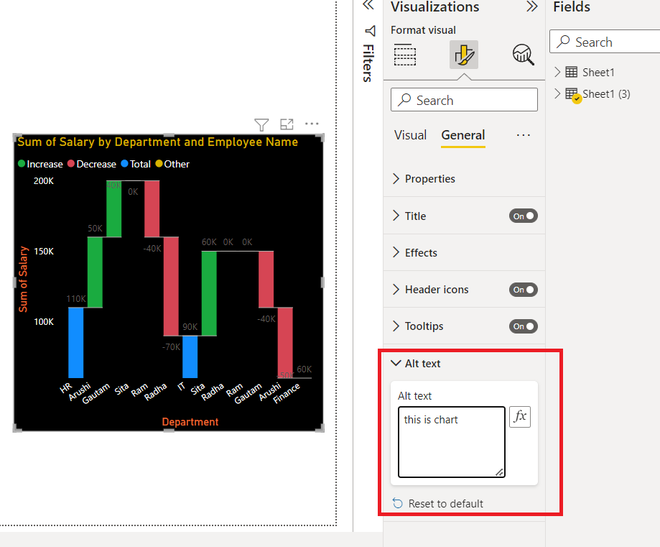 Visualizations
Fields
Format visual
Filters
Search
Search
Sheet1
Sheet1 (3)
Visual
General
Properties
Title
On
Effects
Header icons
On
Tooltips
On
Alt text
Alt text
this is chart
fx
Reset to default
Sum of Salary by Department and Employee Name
Increase Decrease Total Other
Sum of Salary
200K
150K
100K
110K
50K
0K
-40K
-70K
90K
60K
0K
0K
-40K
60K
HR
Arushi
Gautam
Sita
Ram
Radha
IT
Sita
Radha
Ram
Gautam
Arushi
Finance
Department